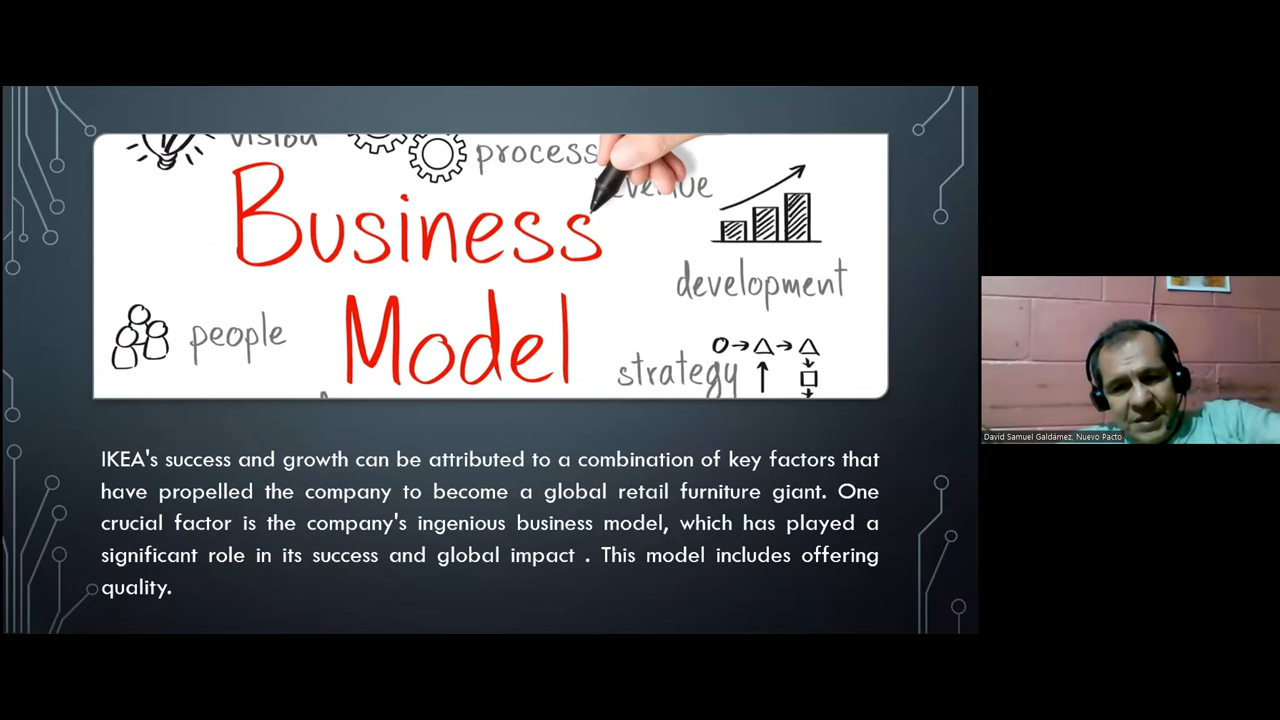 vision
process
revenue
Business
development
people
Model
strategy
IKEA's success and growth can be attributed to a combination of key factors that
have propelled the company to become a global retail furniture giant. One
crucial factor is the company's ingenious business model, which has played a
significant role in its success and global impact . This model includes offering
quality.
David Samuel Galdámez, Nuevo Pacto